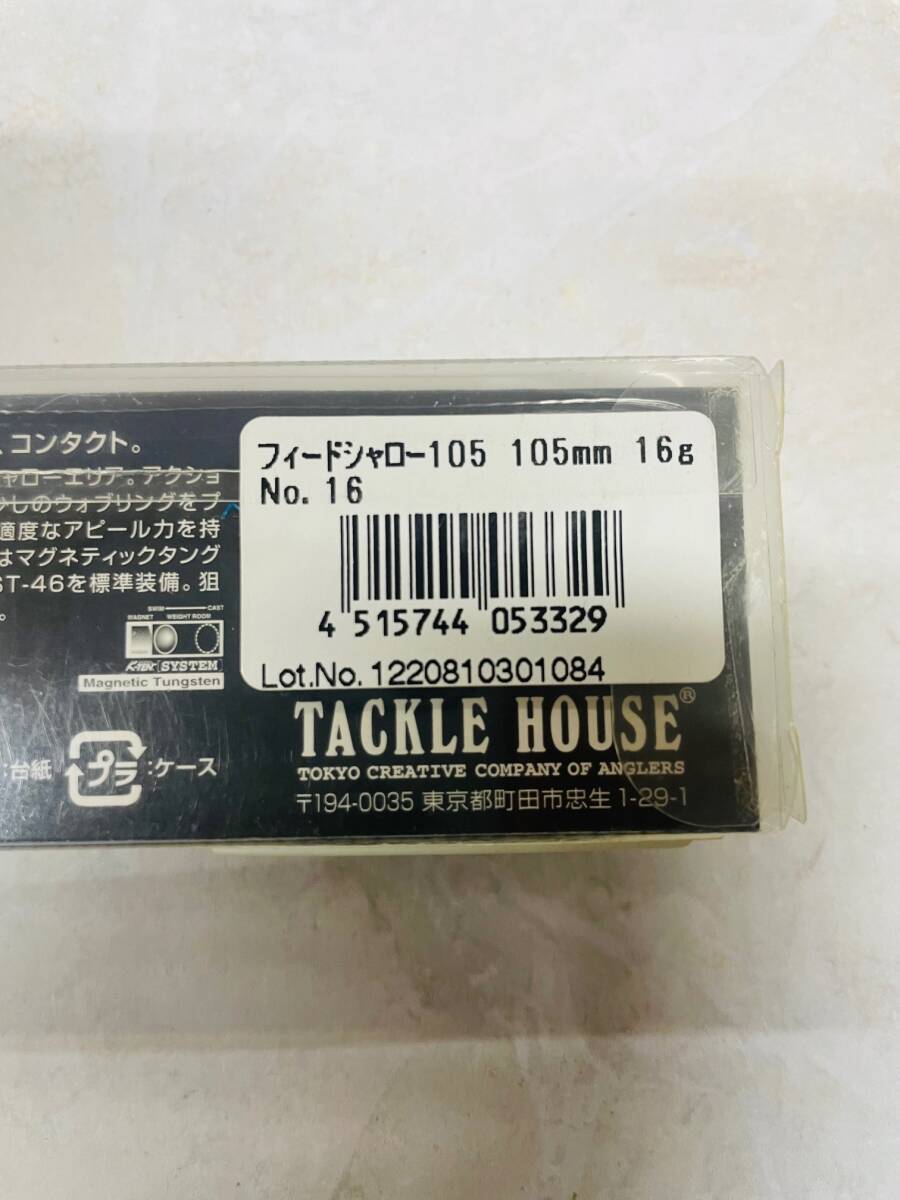 、コンタクト。
シャローエリア。アクショ
少しのウォブリングをプ
適度なアピール力を持
はマグネティックタング
ST-46を標準装備。狙
。
フィードシャロー105 105mm 16g
No. 16
4 515744 053329
Lot.No. 1220810301084
SWIM CAST
MAGNET WEIGHT ROOM
K-TEN SYSTEM
Magnetic Tungsten
:台紙 プラ :ケース
TACKLE HOUSE®
TOKYO CREATIVE COMPANY OF ANGLERS
〒194-0035 東京都町田市忠生1-29-1